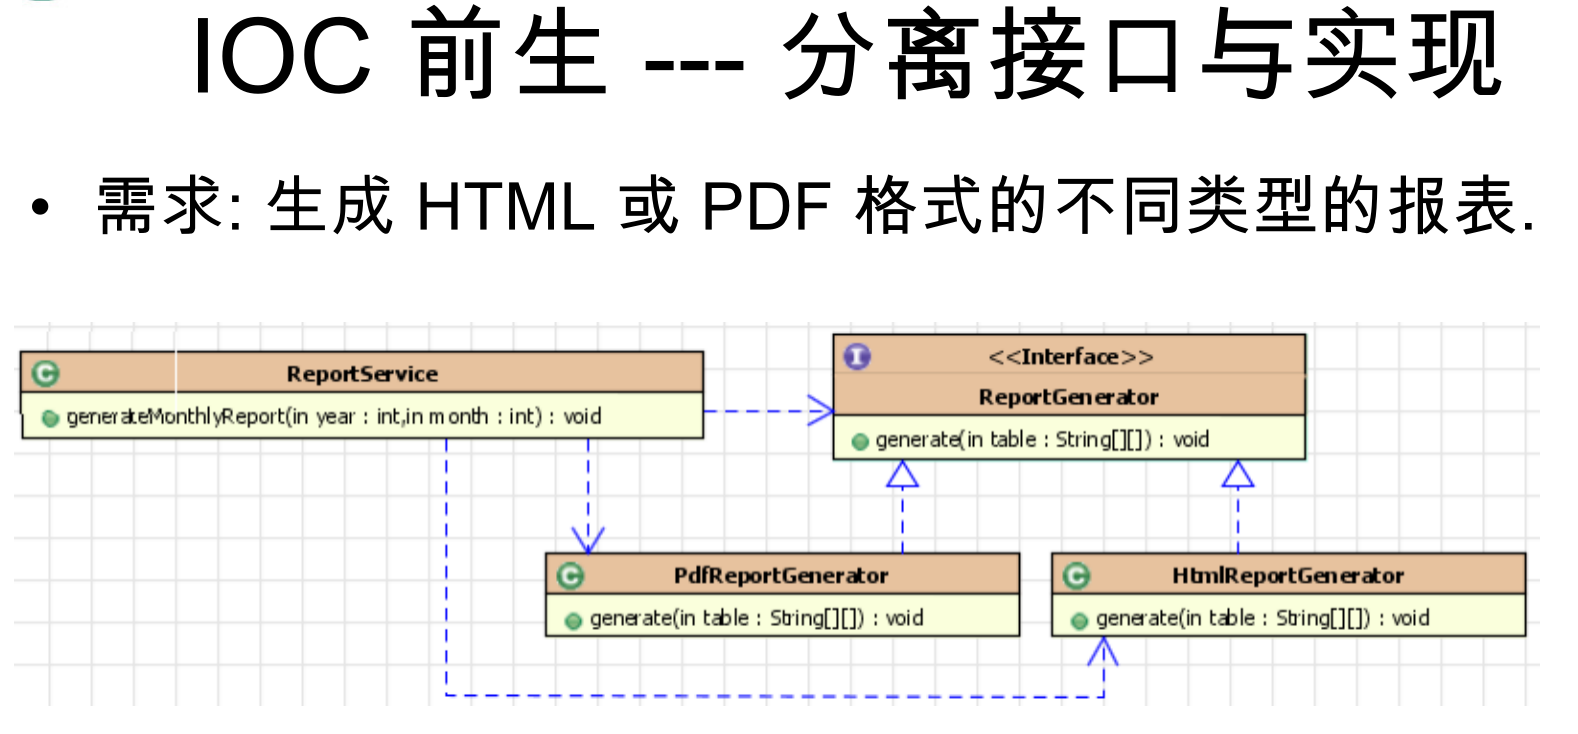 IOC 前生 --- 分离接口与实现
• 需求: 生成 HTML 或 PDF 格式的不同类型的报表.
C ReportService
generateMonthlyReport(in year : int,in month : int) : void
I <<Interface>>
ReportGenerator
generate(in table : String[][]) : void
C PdfReportGenerator
generate(in table : String[][]) : void
C HtmlReportGenerator
generate(in table : String[][]) : void